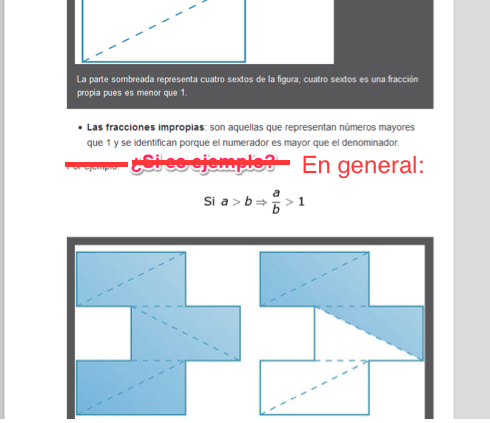 La parte sombreada representa cuatro sextos de la figura; cuatro sextos es una fracción
propia pues es menor que 1.
• Las fracciones impropias: son aquellas que representan números mayores
que 1 y se identifican porque el numerador es mayor que el denominador.
Por ejemplo: ¿Si es ejemplo? En general:
Si a > b ⇒ a/b > 1